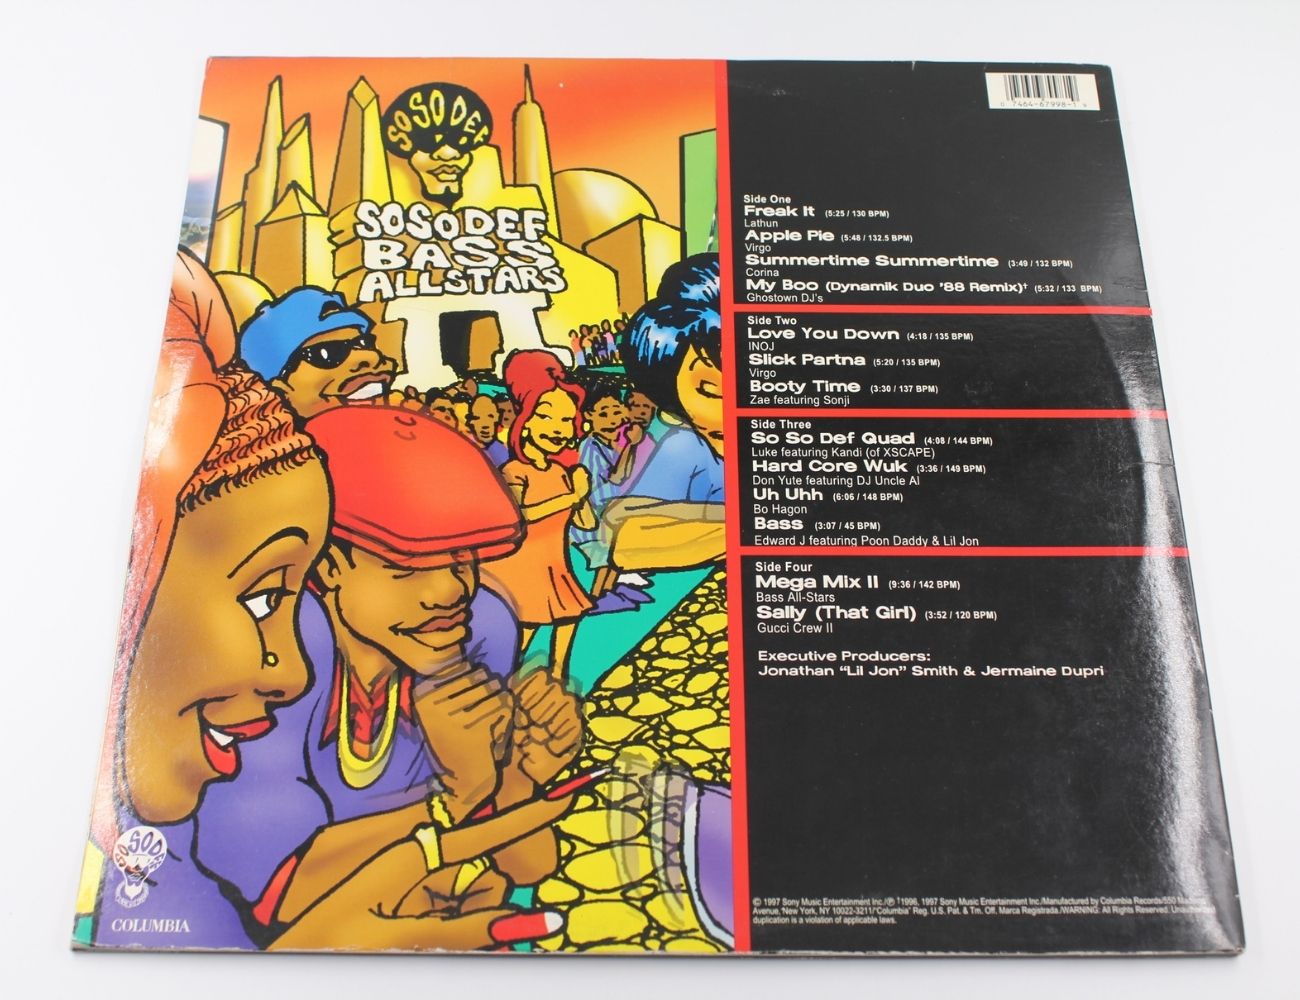 SO SO DEF
SO SO DEF
BASS
ALL STARS
0 7464-67998-1 9
Side One
Freak It (5:25 / 130 BPM)
Lathun
Apple Pie (5:48 / 132.5 BPM)
Virgo
Summertime Summertime (3:49 / 132 BPM)
Corina
My Boo (Dynamik Duo '88 Remix)† (5:32 / 133 BPM)
Ghostown DJ's
Side Two
Love You Down (4:18 / 135 BPM)
INOJ
Slick Partna (5:20 / 135 BPM)
Virgo
Booty Time (3:30 / 137 BPM)
Zae featuring Sonji
Side Three
So So Def Quad (4:08 / 144 BPM)
Luke featuring Kandi (of XSCAPE)
Hard Core Wuk (3:36 / 149 BPM)
Don Yute featuring DJ Uncle Al
Uh Uhh (6:06 / 148 BPM)
Bo Hagon
Bass (3:07 / 45 BPM)
Edward J featuring Poon Daddy & Lil Jon
Side Four
Mega Mix II (9:36 / 142 BPM)
Bass All-Stars
Sally (That Girl) (3:52 / 120 BPM)
Gucci Crew II
Executive Producers:
Jonathan "Lil Jon" Smith & Jermaine Dupri
SO SO DEF
COLUMBIA
© 1997 Sony Music Entertainment Inc./℗ 1996, 1997 Sony Music Entertainment Inc./Manufactured by Columbia Records/550 Madison
Avenue, New York, NY 10022-3211/"Columbia" Reg. U.S. Pat. & Tm. Off. Marca Registrada./WARNING: All Rights Reserved. Unauthorized
duplication is a violation of applicable laws.